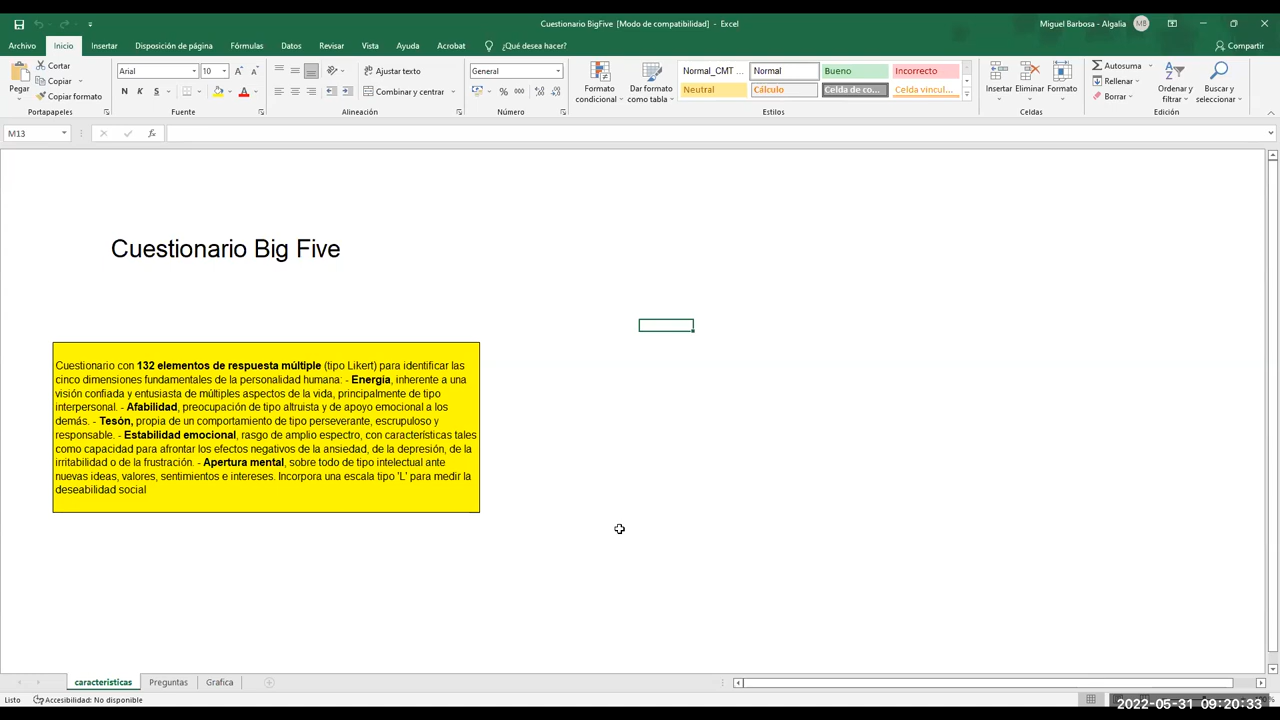 Cuestionario BigFive [Modo de compatibilidad] - Excel
Miguel Barbosa - Algalia
MB
Archivo
Inicio
Insertar
Disposición de página
Fórmulas
Datos
Revisar
Vista
Ayuda
Acrobat
¿Qué desea hacer?
Compartir
Pegar
Cortar
Copiar
Copiar formato
Portapapeles
Arial
10
N K S
Fuente
Ajustar texto
Combinar y centrar
Alineación
General
Número
Formato condicional
Dar formato como tabla
Normal_CMT ...
Normal
Bueno
Incorrecto
Neutral
Cálculo
Celda de co...
Celda vincul...
Estilos
Insertar
Eliminar
Formato
Celdas
Autosuma
Rellenar
Borrar
Ordenar y filtrar
Buscar y seleccionar
Edición
M13
fx
Cuestionario Big Five
Cuestionario con 132 elementos de respuesta múltiple (tipo Likert) para identificar las
cinco dimensiones fundamentales de la personalidad humana: - Energía, inherente a una
visión confiada y entusiasta de múltiples aspectos de la vida, principalmente de tipo
interpersonal. - Afabilidad, preocupación de tipo altruista y de apoyo emocional a los
demás. - Tesón, propia de un comportamiento de tipo perseverante, escrupuloso y
responsable. - Estabilidad emocional, rasgo de amplio espectro, con características tales
como capacidad para afrontar los efectos negativos de la ansiedad, de la depresión, de la
irritabilidad o de la frustración. - Apertura mental, sobre todo de tipo intelectual ante
nuevas ideas, valores, sentimientos e intereses. Incorpora una escala tipo 'L' para medir la
deseabilidad social
caracteristicas
Preguntas
Grafica
Listo
Accesibilidad: No disponible
2022-05-31 09:20:33